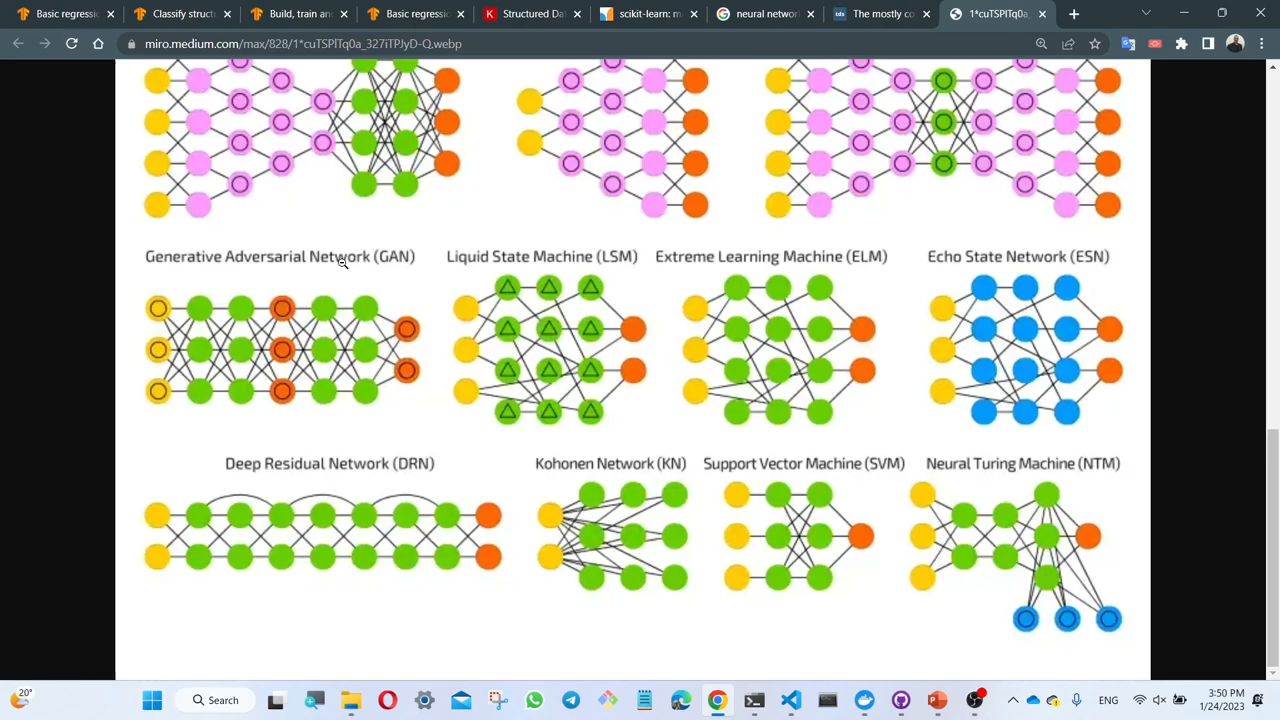 Basic regressi
Classify struct
Build, train an
Basic regressi
Structured Da
scikit-learn: m
neural networ
tds
The mostly co
1*cuTSPlTq0a_
miro.medium.com/max/828/1*cuTSPlTq0a_327iTPJyD-Q.webp
Generative Adversarial Network (GAN)
Liquid State Machine (LSM)
Extreme Learning Machine (ELM)
Echo State Network (ESN)
Deep Residual Network (DRN)
Kohonen Network (KN)
Support Vector Machine (SVM)
Neural Turing Machine (NTM)
20°
Search
ENG
3:50 PM
1/24/2023